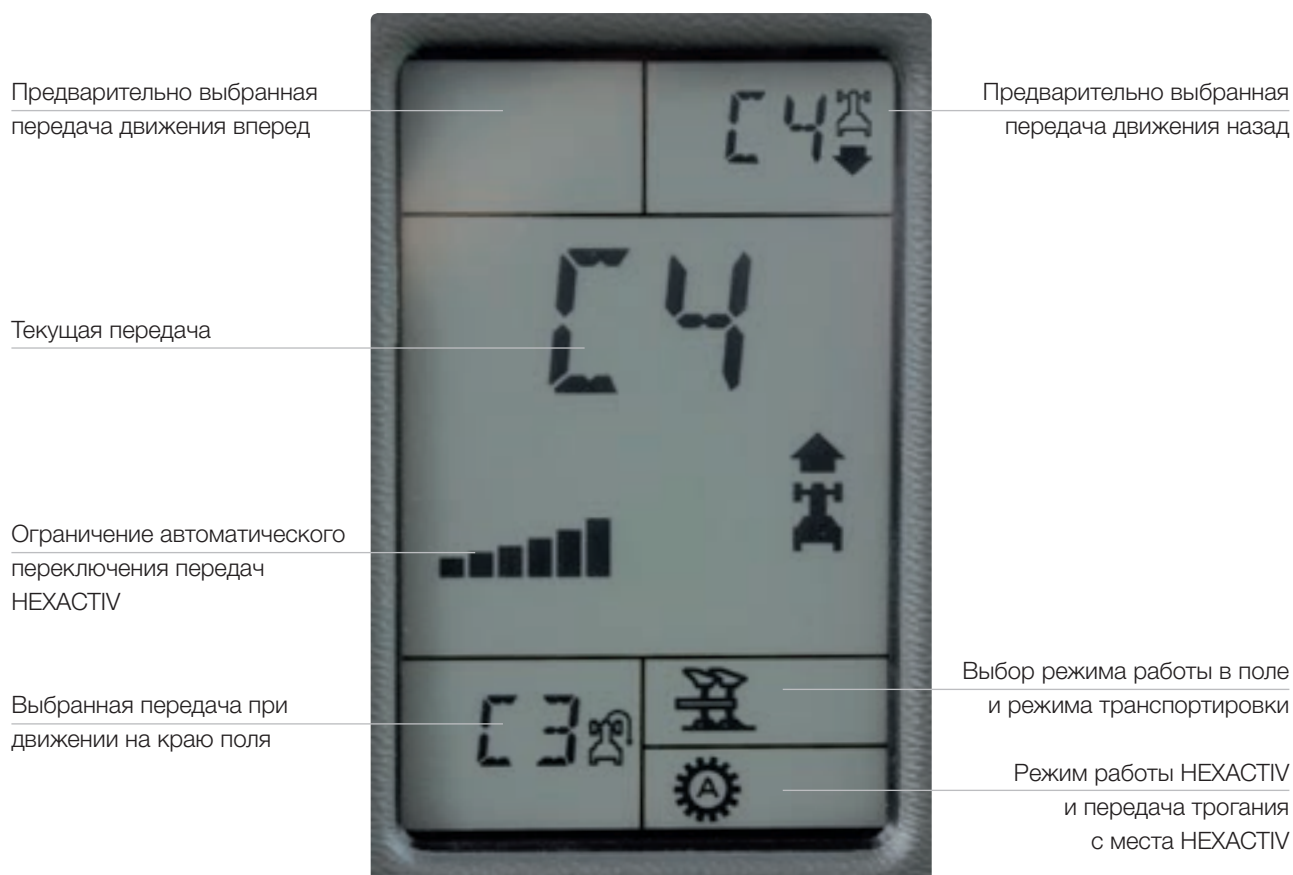 Предварительно выбранная
передача движения вперед
C4
Предварительно выбранная
передача движения назад
C4
Текущая передача
Ограничение автоматического
переключения передач
HEXACTIV
Выбранная передача при
движении на краю поля
C3
A
Выбор режима работы в поле
и режима транспортировки
Режим работы HEXACTIV
и передача трогания
с места HEXACTIV